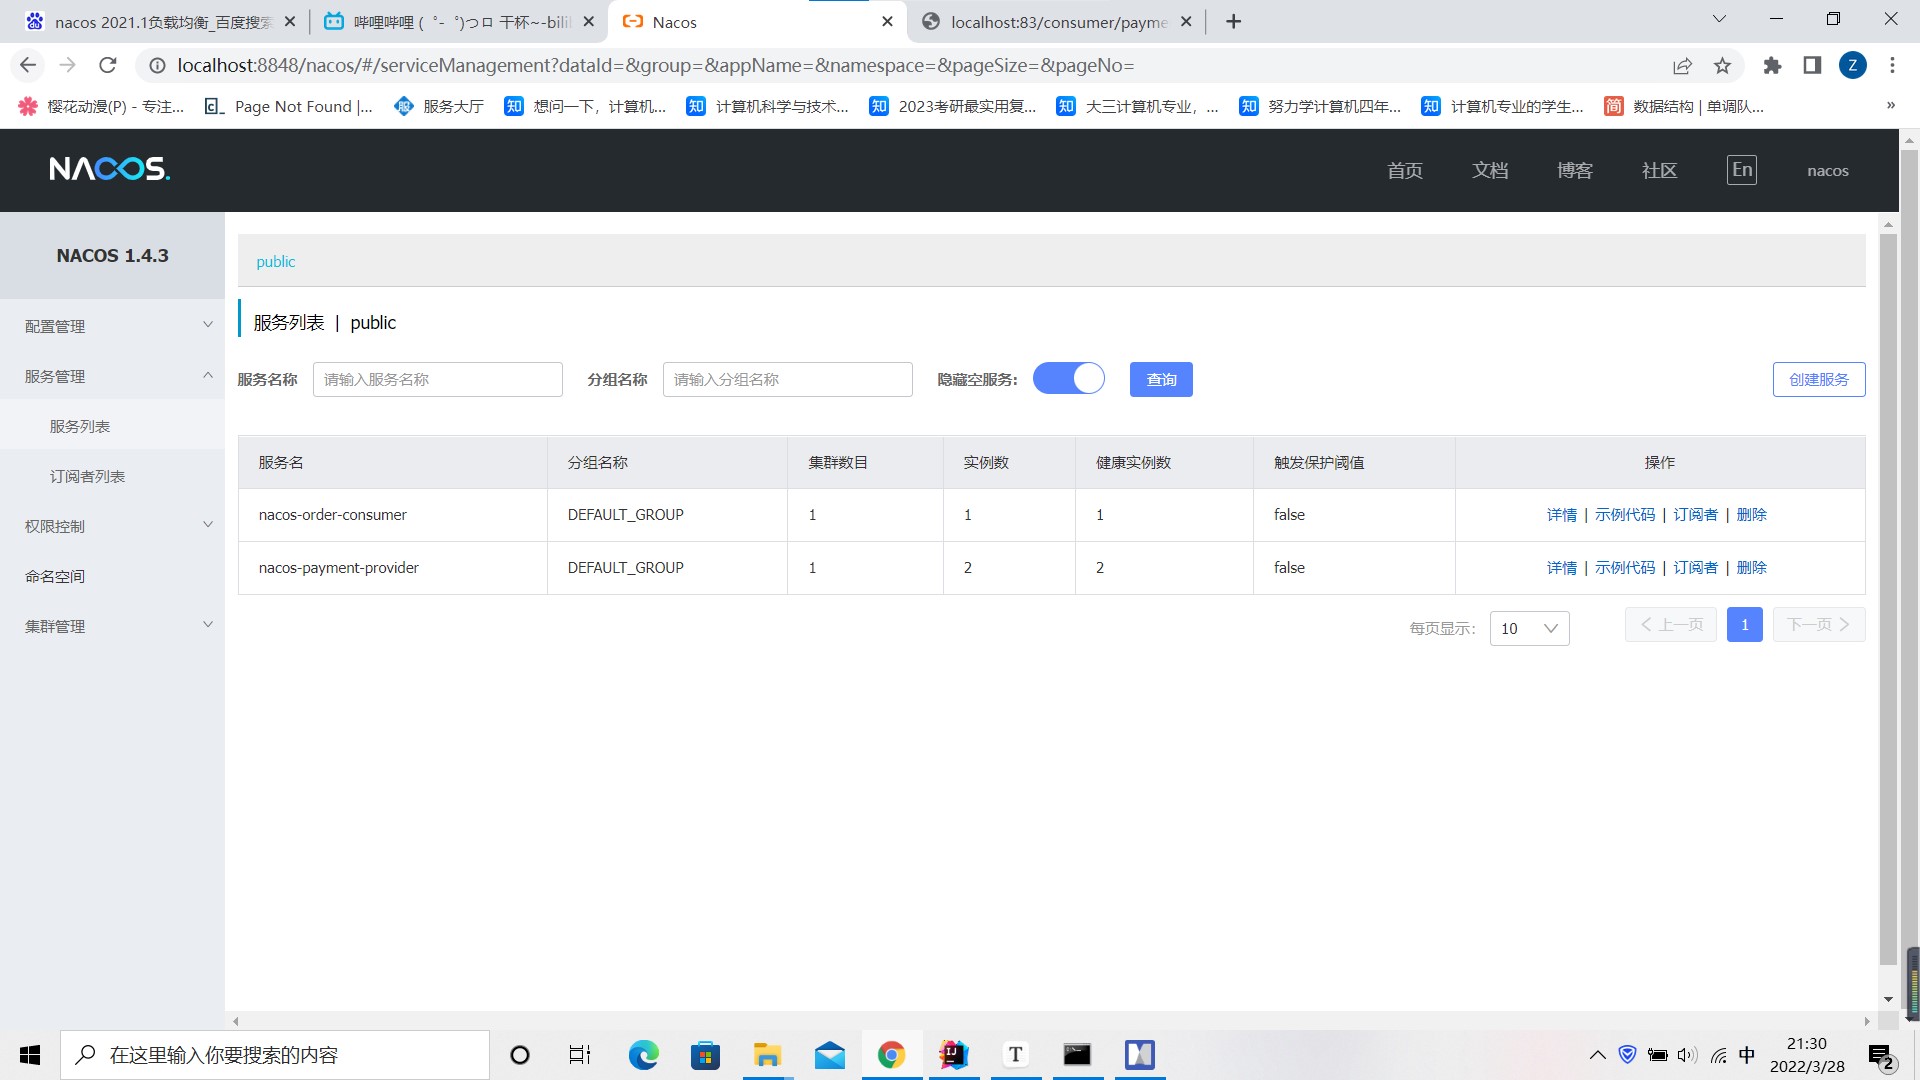 nacos 2021.1负载均衡_百度搜索
哔哩哔哩 (゜-゜)つロ 干杯~-bili
Nacos
localhost:83/consumer/payme
localhost:8848/nacos/#/serviceManagement?dataId=&group=&appName=&namespace=&pageSize=&pageNo=
Z
樱花动漫(P) - 专注...
Page Not Found |...
服务大厅
知 想问一下，计算机...
知 计算机科学与技术...
知 2023考研最实用复...
知 大三计算机专业，...
知 努力学计算机四年...
知 计算机专业的学生...
简 数据结构 | 单调队...
»
NACOS.
首页
文档
博客
社区
En
nacos
NACOS 1.4.3
配置管理
服务管理
服务列表
订阅者列表
权限控制
命名空间
集群管理
public
服务列表 | public
服务名称 请输入服务名称 分组名称 请输入分组名称 隐藏空服务: 查询 创建服务
服务名 分组名称 集群数目 实例数 健康实例数 触发保护阈值 操作
nacos-order-consumer DEFAULT_GROUP 1 1 1 false 详情 | 示例代码 | 订阅者 | 删除
nacos-payment-provider DEFAULT_GROUP 1 2 2 false 详情 | 示例代码 | 订阅者 | 删除
每页显示: 10 上一页 1 下一页
在这里输入你要搜索的内容
T
中
21:30
2022/3/28
2